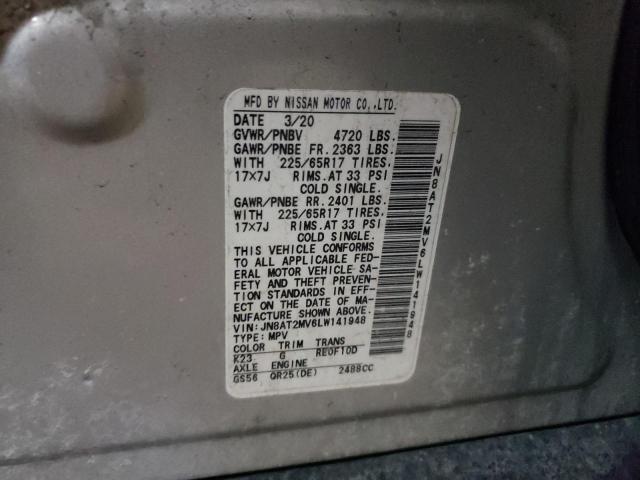 MFD BY NISSAN MOTOR CO.,LTD.
DATE 3/20
GVWR/PNBV 4720 LBS.
GAWR/PNBE FR. 2363 LBS.
WITH 225/65R17 TIRES.
17×7J RIMS.AT 33 PSI
COLD SINGLE.
GAWR/PNBE RR. 2401 LBS.
WITH 225/65R17 TIRES.
17×7J RIMS.AT 33 PSI
COLD SINGLE.
THIS VEHICLE CONFORMS
TO ALL APPLICABLE FED-
ERAL MOTOR VEHICLE SA-
FETY AND THEFT PREVEN-
TION STANDARDS IN EFF-
ECT ON THE DATE OF MA-
NUFACTURE SHOWN ABOVE.
VIN: JN8AT2MV6LW141948
TYPE: MPV
COLOR TRIM TRANS
K23 G RE0F10D
AXLE ENGINE
GS56 QR25(DE) 2488CC
JN8AT2MV6LW141948